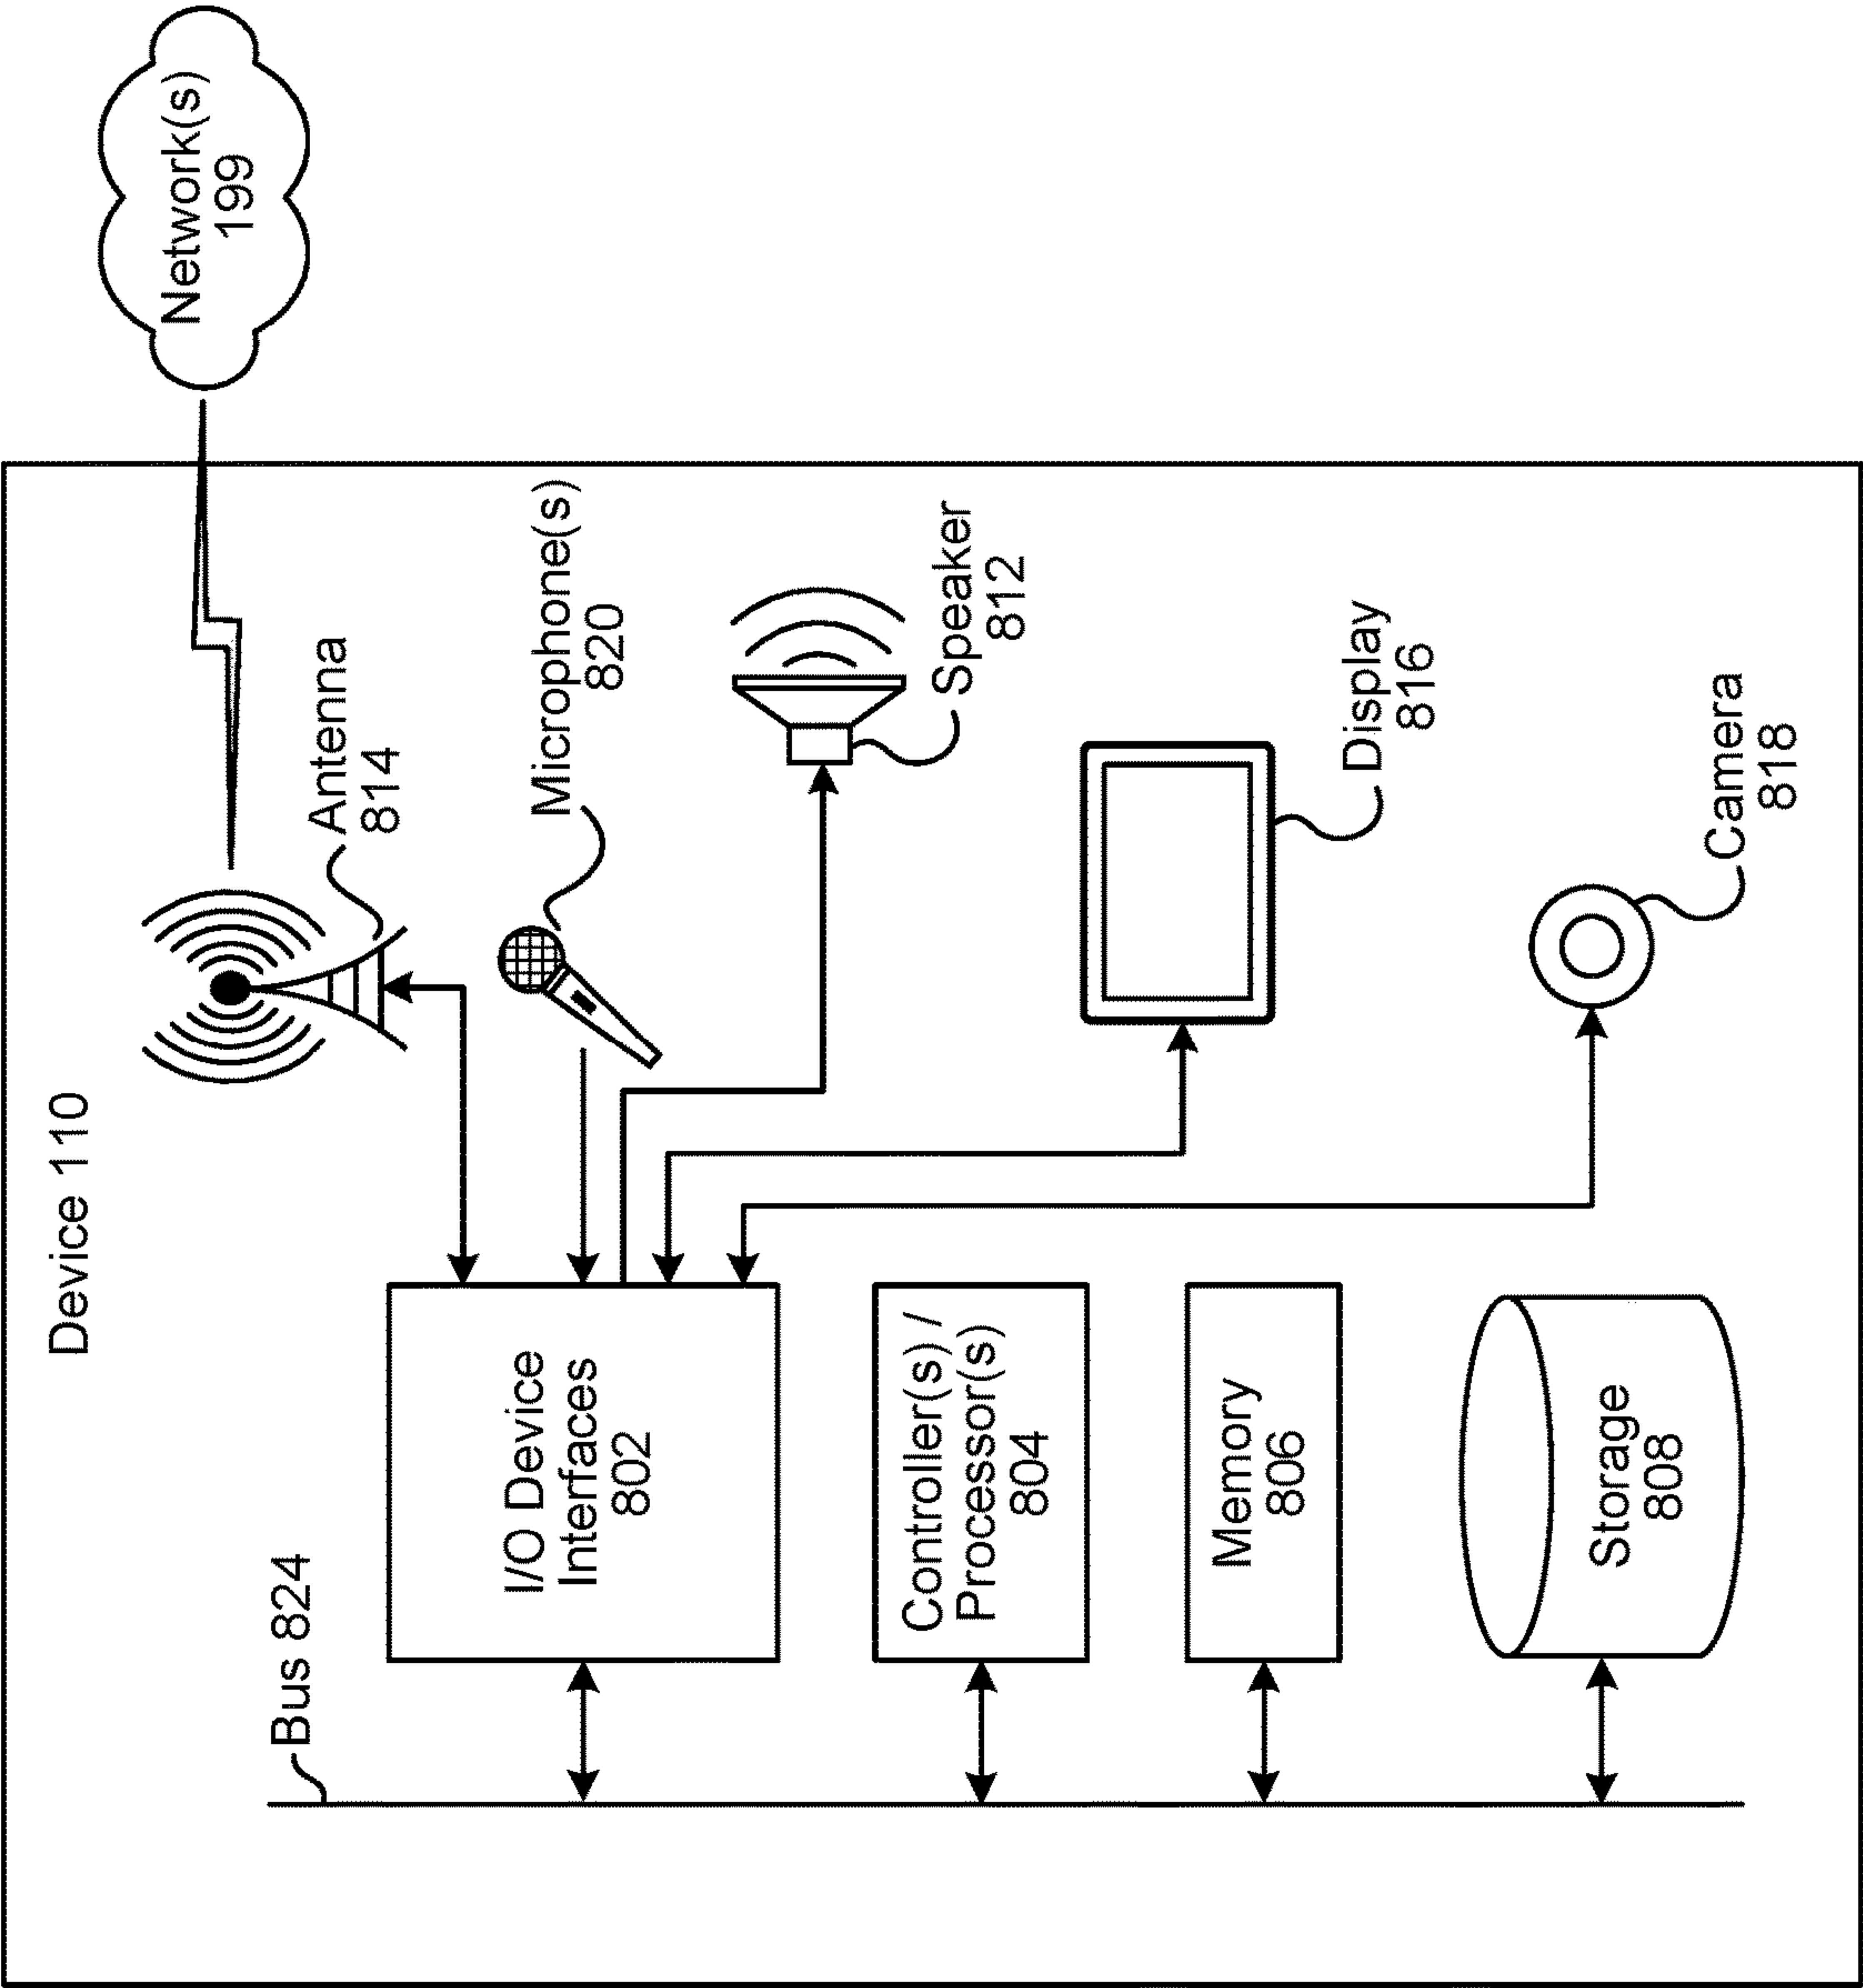 Device 110
Network(s)
199
Bus 824
I/O Device
Interfaces
802
Antenna
814
Microphone(s)
820
Controller(s) /
Processor(s)
804
Speaker
812
Memory
806
Display
816
Storage
808
Camera
818